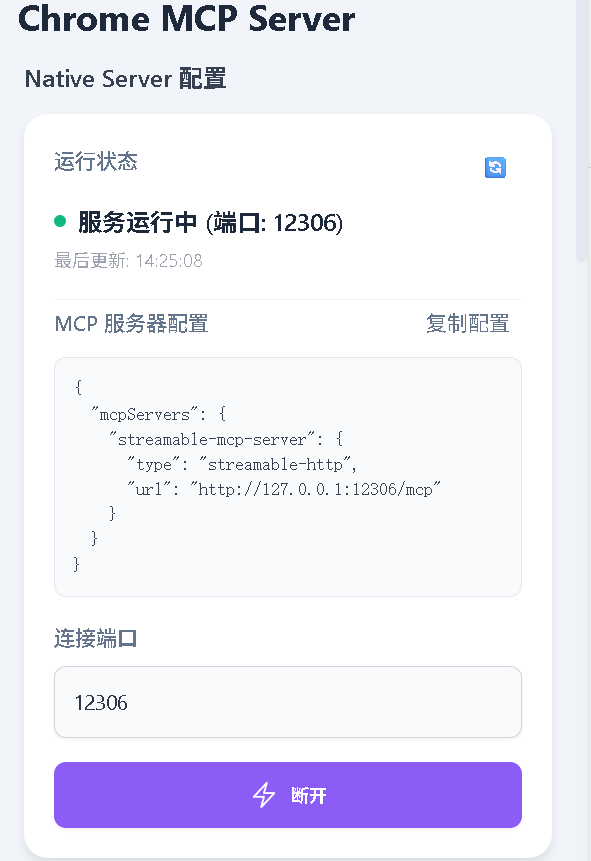 Chrome MCP Server
Native Server 配置
运行状态
服务运行中 (端口: 12306)
最后更新: 14:25:08
MCP 服务器配置 复制配置
{
  "mcpServers": {
    "streamable-mcp-server": {
      "type": "streamable-http",
      "url": "http://127.0.0.1:12306/mcp"
    }
  }
}
连接端口
12306
断开